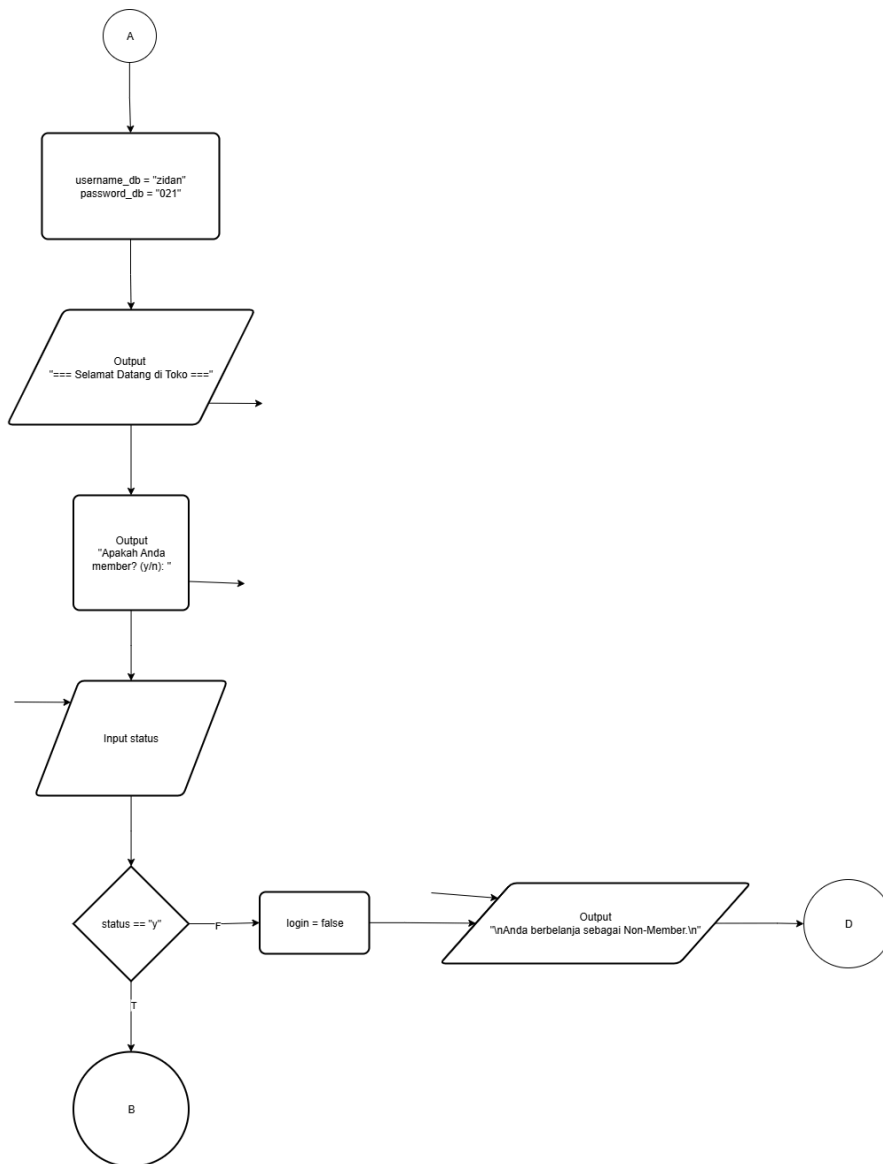 A
username_db = "zidan"
password_db = "021"
Output
"=== Selamat Datang di Toko ==="
Output
"Apakah Anda
member? (y/n): "
Input status
status == "y"
F
login = false
Output
"\nAnda berbelanja sebagai Non-Member.\n"
D
T
B